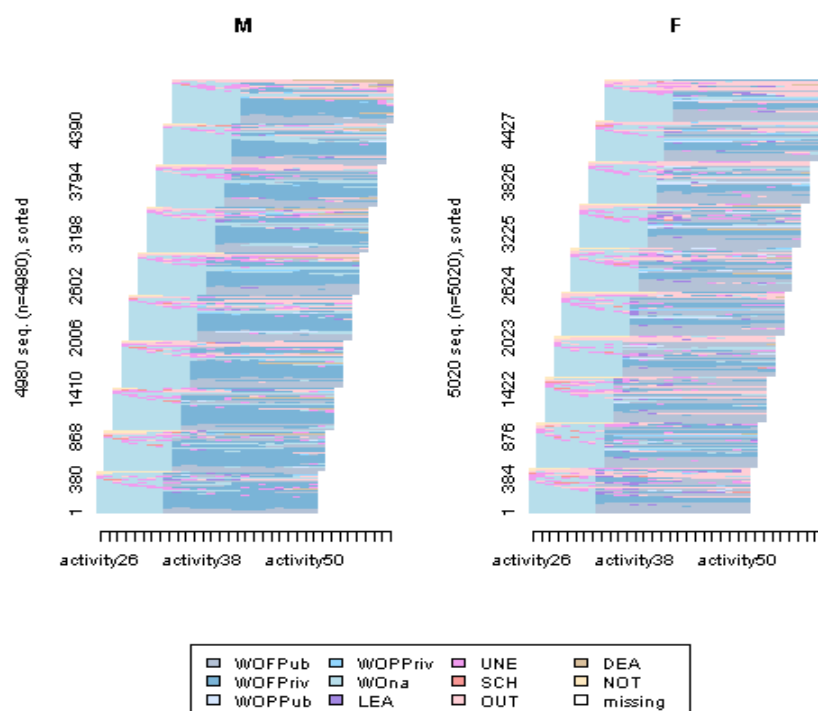 M
F
4980 seq. (n=4980), sorted
1 380 868 1410 2006 2602 3198 3794 4390
5020 seq. (n=5020), sorted
1 384 876 1422 2023 2624 3225 3826 4427
activity26 activity38 activity50
activity26 activity38 activity50
WOFPub WOPPriv UNE DEA
WOFPriv WOna SCH NOT
WOPPub LEA OUT missing